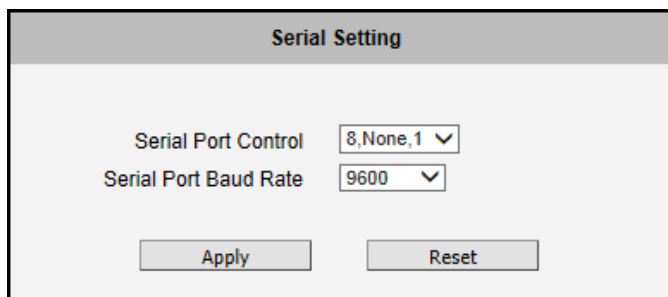 Serial Setting
Serial Port Control 8,None,1
Serial Port Baud Rate 9600
Apply Reset